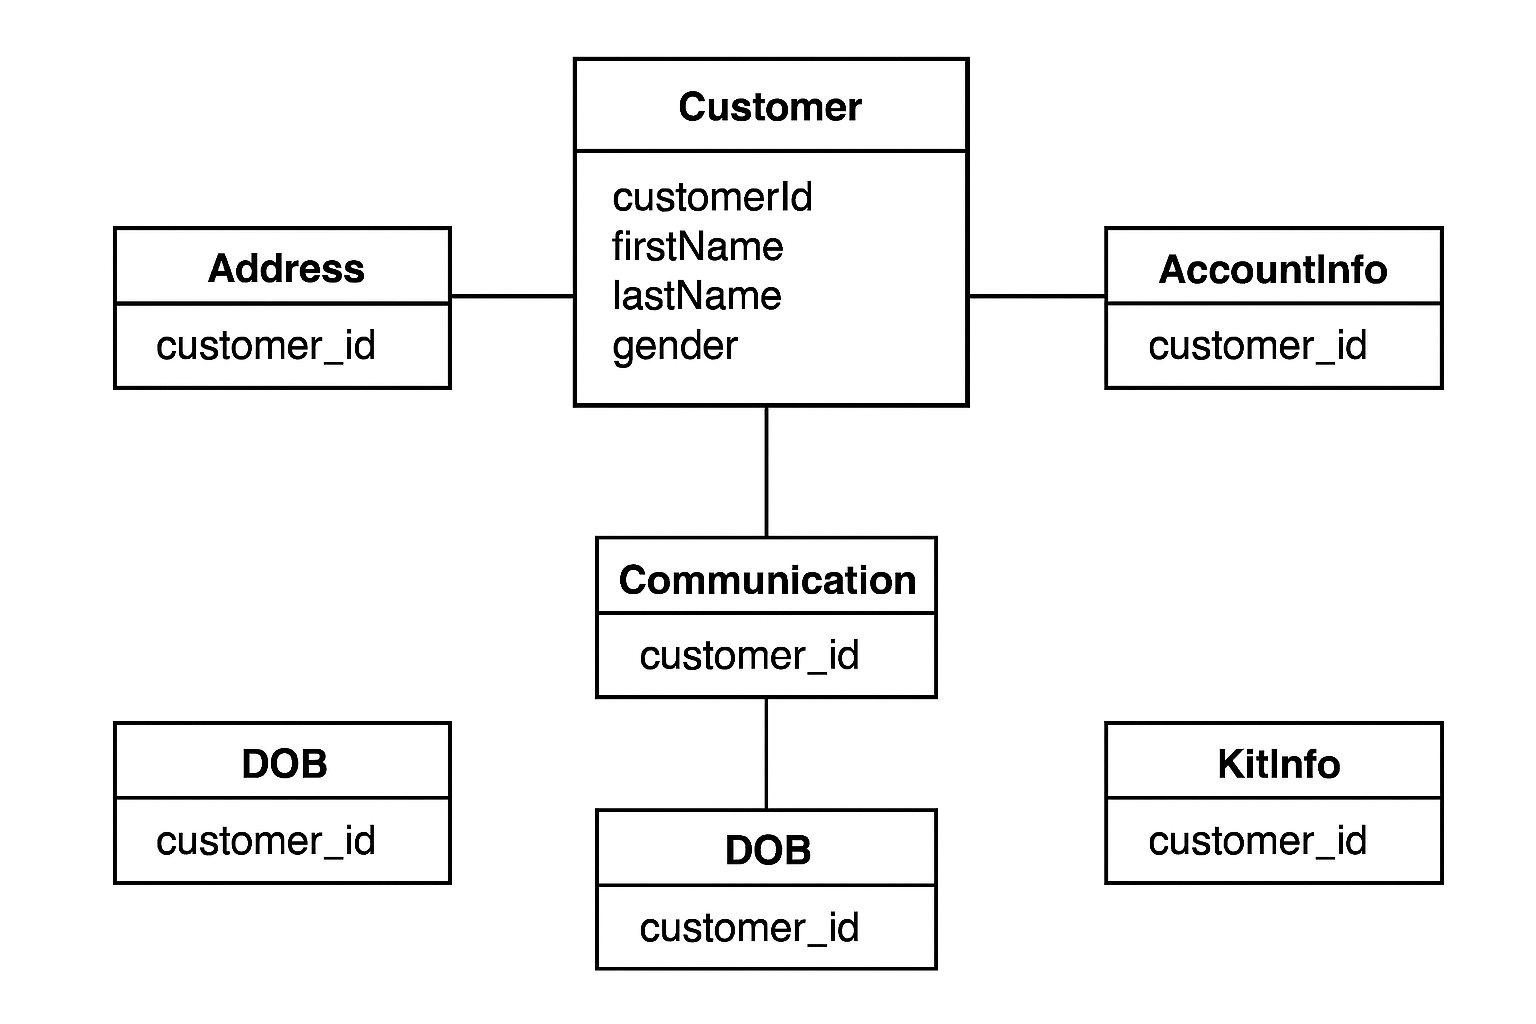 Customer
customerId
firstName
lastName
gender
Address
customer_id
AccountInfo
customer_id
Communication
customer_id
DOB
customer_id
DOB
customer_id
KitInfo
customer_id